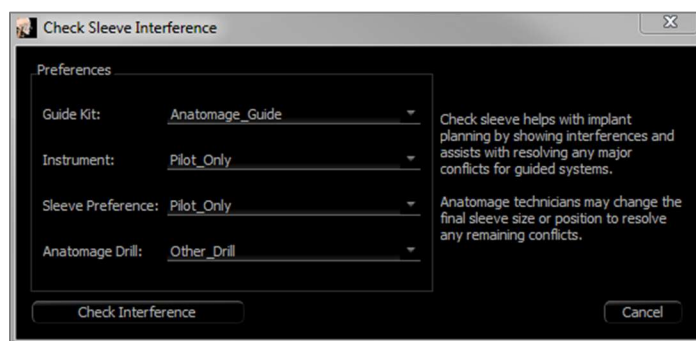 Check Sleeve Interference
Preferences
Guide Kit: Anatomage_Guide
Instrument: Pilot_Only
Sleeve Preference: Pilot_Only
Anatomage Drill: Other_Drill
Check sleeve helps with implant
planning by showing interferences and
assists with resolving any major
conflicts for guided systems.
Anatomage technicians may change the
final sleeve size or position to resolve
any remaining conflicts.
Check Interference
Cancel